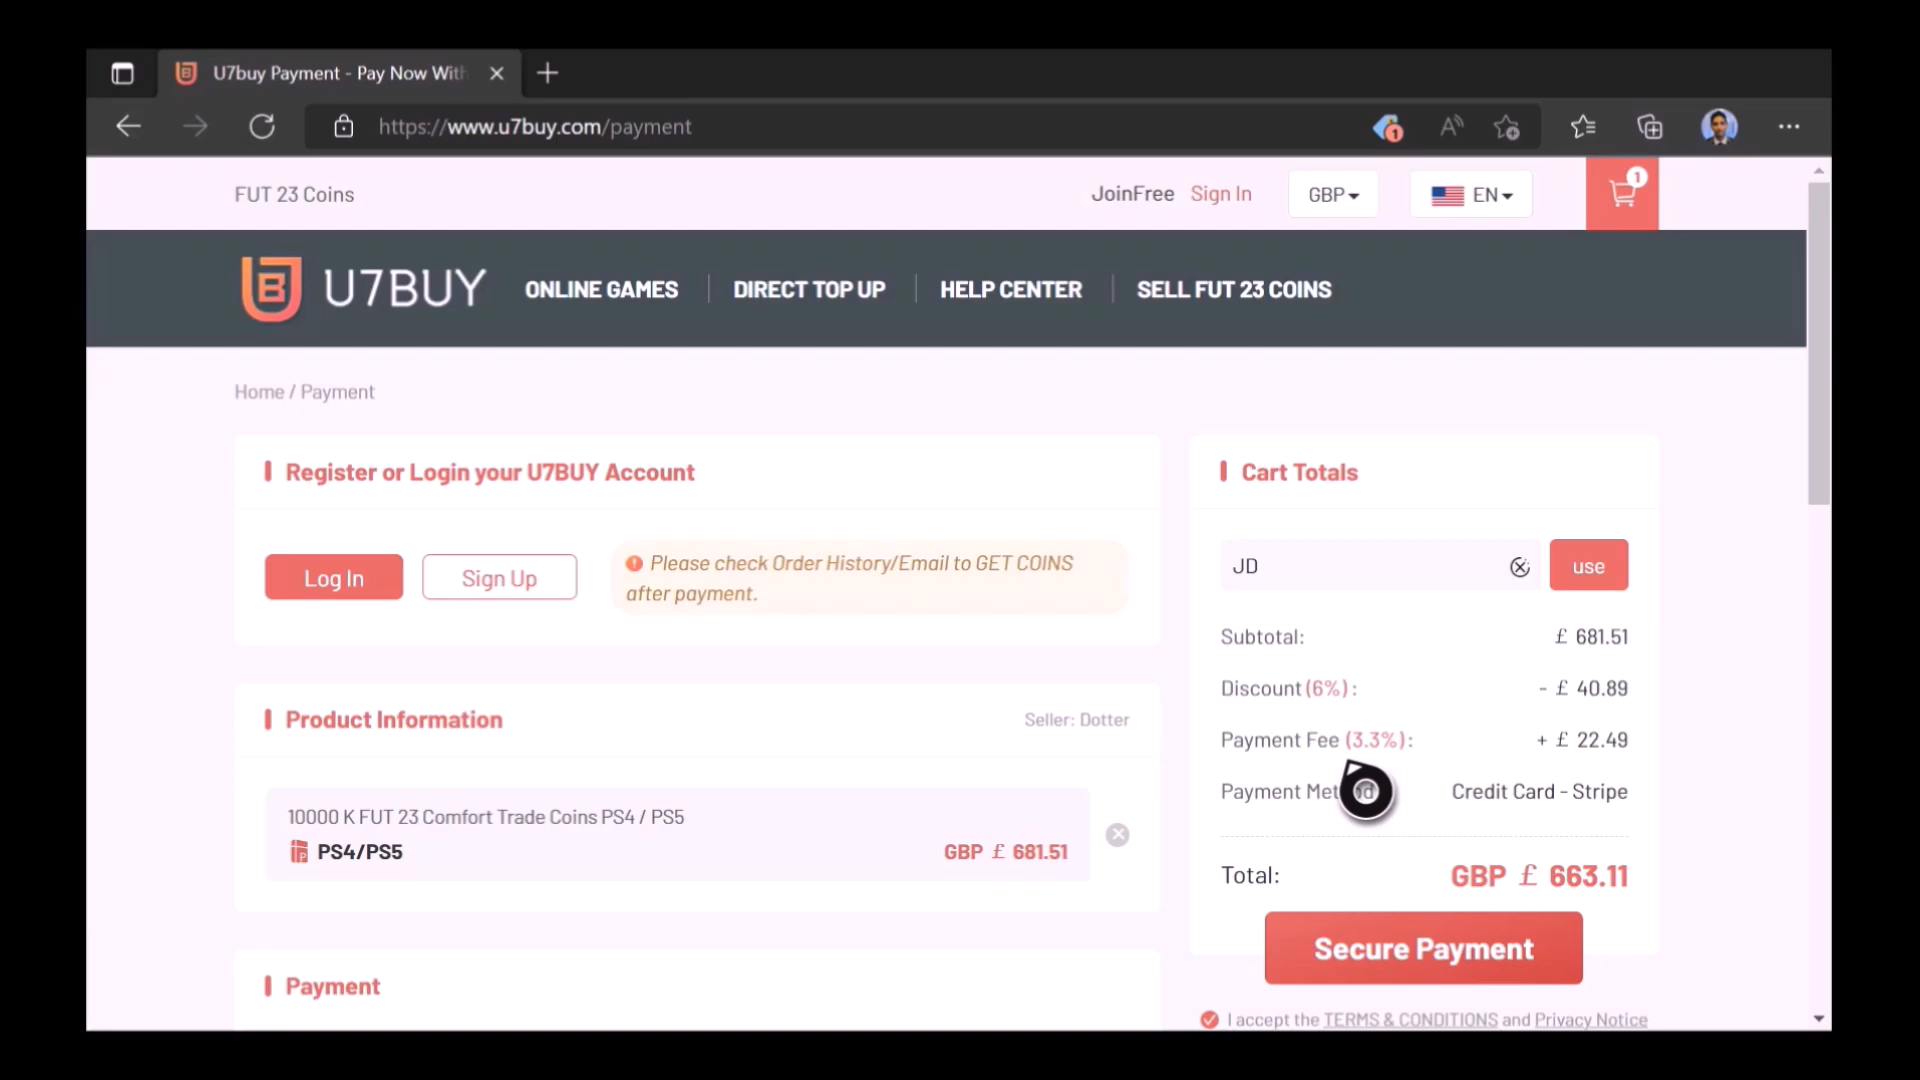 U7buy Payment - Pay Now With
https://www.u7buy.com/payment
1
FUT 23 Coins
JoinFree Sign In
GBP
EN
1
U7BUY
ONLINE GAMES
DIRECT TOP UP
HELP CENTER
SELL FUT 23 COINS
Home / Payment
Register or Login your U7BUY Account
Log In
Sign Up
Please check Order History/Email to GET COINS
after payment.
Product Information
Seller: Dotter
10000 K FUT 23 Comfort Trade Coins PS4 / PS5
PS4/PS5
GBP £ 681.51
Payment
Cart Totals
JD
use
Subtotal: £ 681.51
Discount (6%) : - £ 40.89
Payment Fee (3.3%) : + £ 22.49
Payment Credit Card - Stripe
Total: GBP £ 663.11
Secure Payment
I accept the TERMS & CONDITIONS and Privacy Notice